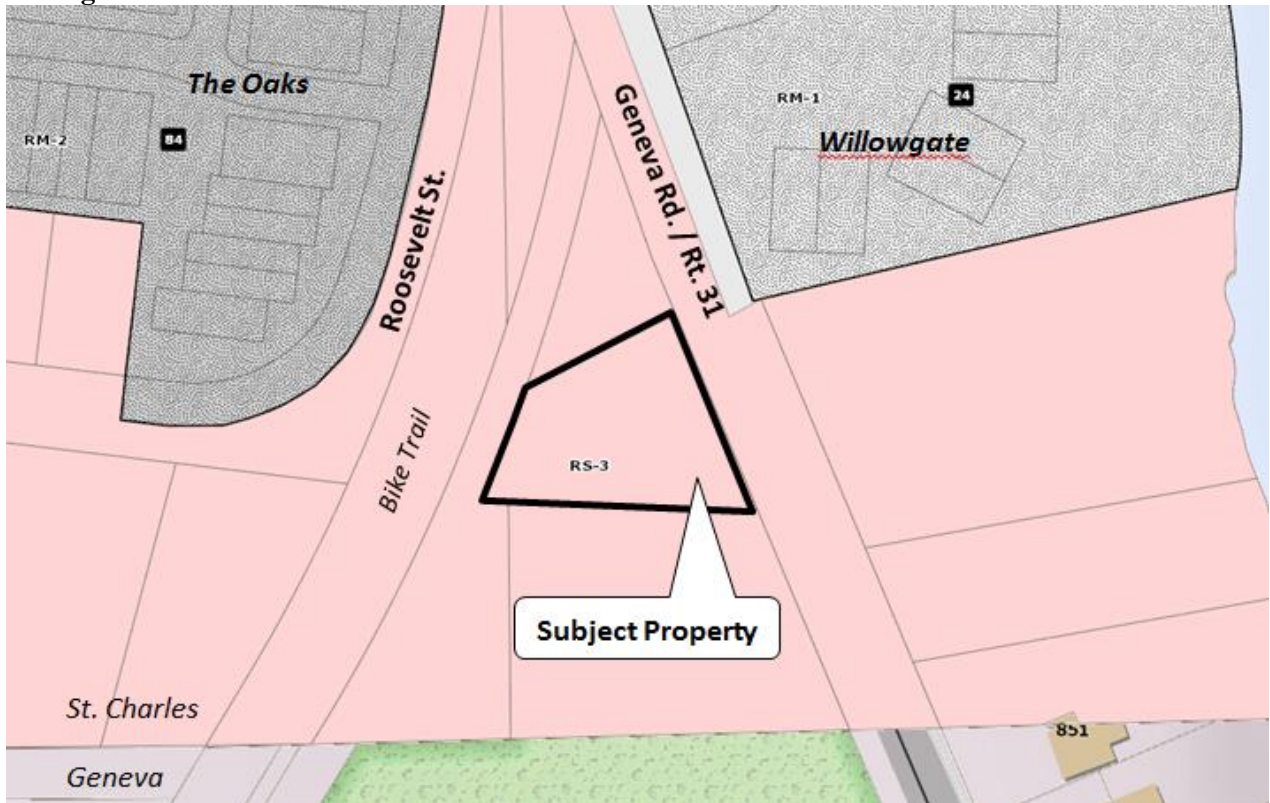 The Oaks
RM-2
84
Roosevelt St.
Geneva Rd. / Rt. 31
RM-1
24
Willowgate
Bike Trail
RS-3
Subject Property
St. Charles
Geneva
851